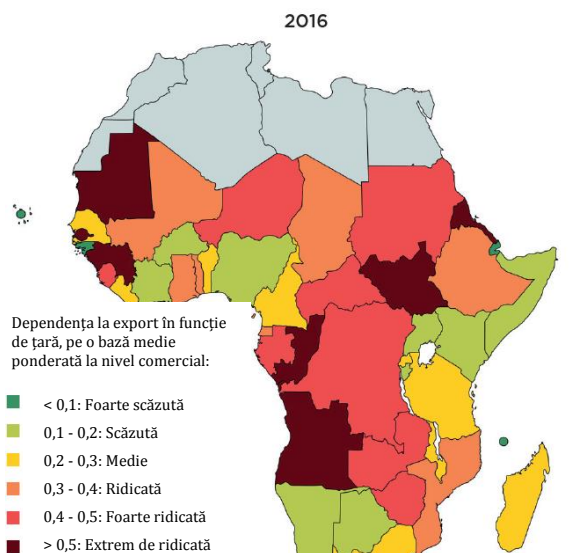 2016
Dependența la export în funcție
de țară, pe o bază medie
ponderată la nivel comercial:
< 0,1: Foarte scăzută
0,1 - 0,2: Scăzută
0,2 - 0,3: Medie
0,3 - 0,4: Ridicată
0,4 - 0,5: Foarte ridicată
> 0,5: Extrem de ridicată